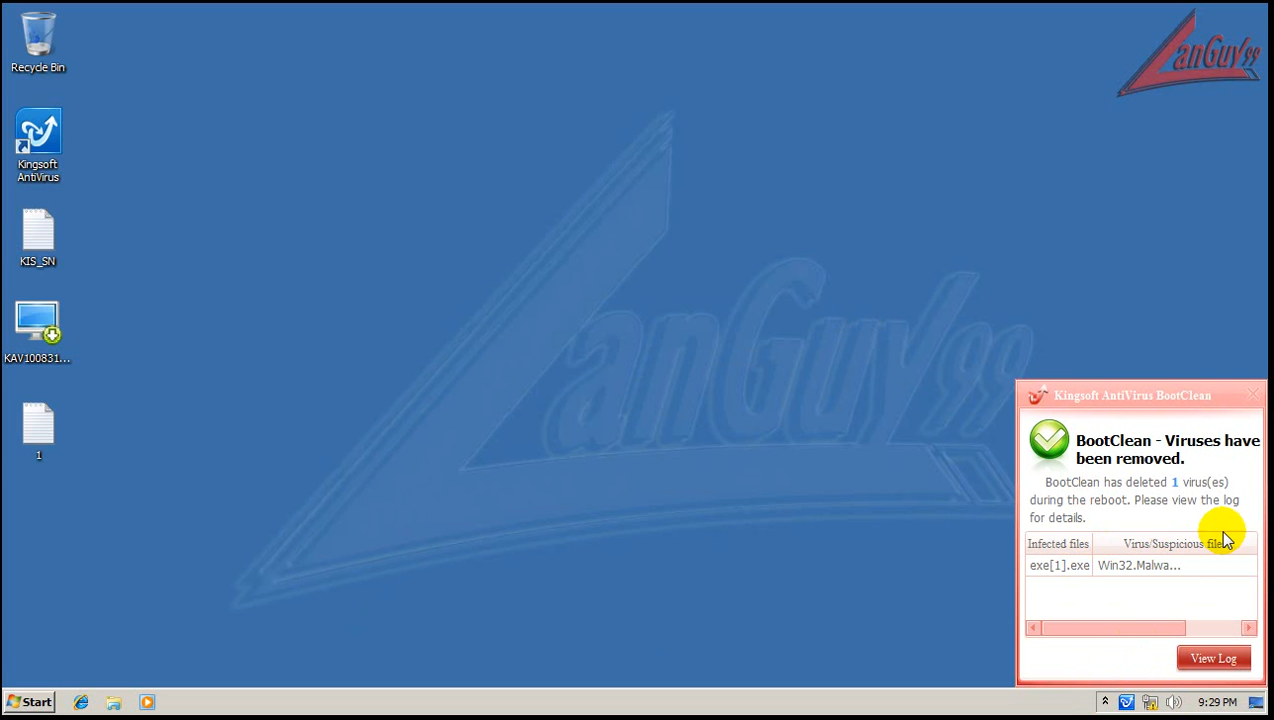 Recycle Bin
Kingsoft
AntiVirus
KIS_SN
KAV100831...
1
LanGuy99
LanGuy99
Kingsoft AntiVirus BootClean
BootClean - Viruses have
been removed.
BootClean has deleted 1 virus(es)
during the reboot. Please view the log
for details.
Infected files Virus/Suspicious file
exe[1].exe Win32.Malwa...
View Log
Start
9:29 PM